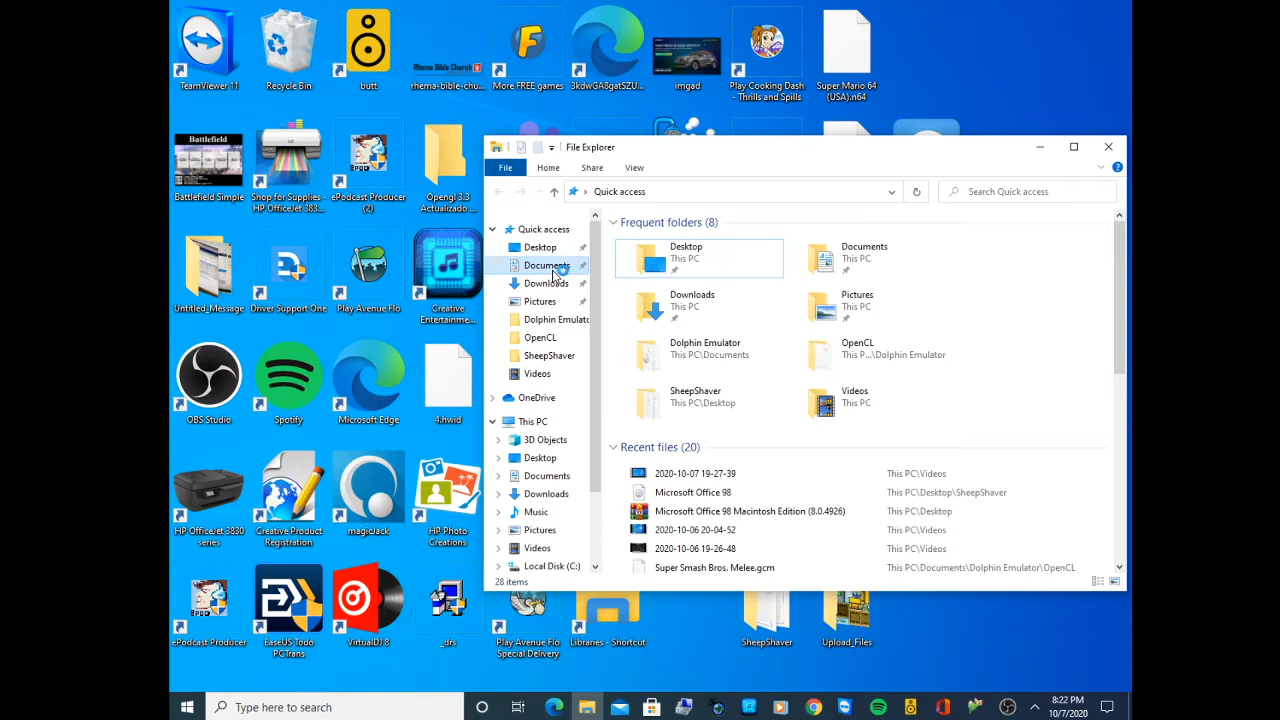 TeamViewer 11
Recycle Bin
butt
Rhema Bible Church
rhema-bible-chu...
More FREE games
3kdwGA8gatSZU...
imgad
Play Cooking Dash
- Thrills and Spills
Super Mario 64
(USA).n64
Battlefield
Battlefield Simple
Shop for Supplies -
HP OfficeJet 383...
ePodcast Producer
(2)
Opengl 3.3
Actualizado ...
Untitled_Message
Driver Support One
Play Avenue Flo
Creative
Entertainme...
OBS Studio
Spotify
Microsoft Edge
4.hwid
HP OfficeJet 3830
series
Creative Product
Registration
magicJack
HP Photo
Creations
ePodcast Producer
EaseUS Todo
PCTrans
VirtualDJ 8
_drs
Play Avenue Flo
Special Delivery
Libraries - Shortcut
SheepShaver
Upload_Files
File Explorer
File
Home
Share
View
Quick access
Search Quick access
Quick access
Desktop
Documents
Downloads
Pictures
Dolphin Emulato
OpenCL
SheepShaver
Videos
OneDrive
This PC
3D Objects
Desktop
Documents
Downloads
Music
Pictures
Videos
Local Disk (C:)
Frequent folders (8)
Desktop
This PC
Documents
This PC
Downloads
This PC
Pictures
This PC
Dolphin Emulator
This PC\Documents
OpenCL
This P...\Dolphin Emulator
SheepShaver
This PC\Desktop
Videos
This PC
Recent files (20)
2020-10-07 19-27-39 This PC\Videos
Microsoft Office 98 This PC\Desktop\SheepShaver
Microsoft Office 98 Macintosh Edition (8.0.4926) This PC\Desktop
2020-10-06 20-04-52 This PC\Videos
2020-10-06 19-26-48 This PC\Videos
Super Smash Bros. Melee.gcm This PC\Documents\Dolphin Emulator\OpenCL
28 items
Type here to search
8:22 PM
10/7/2020